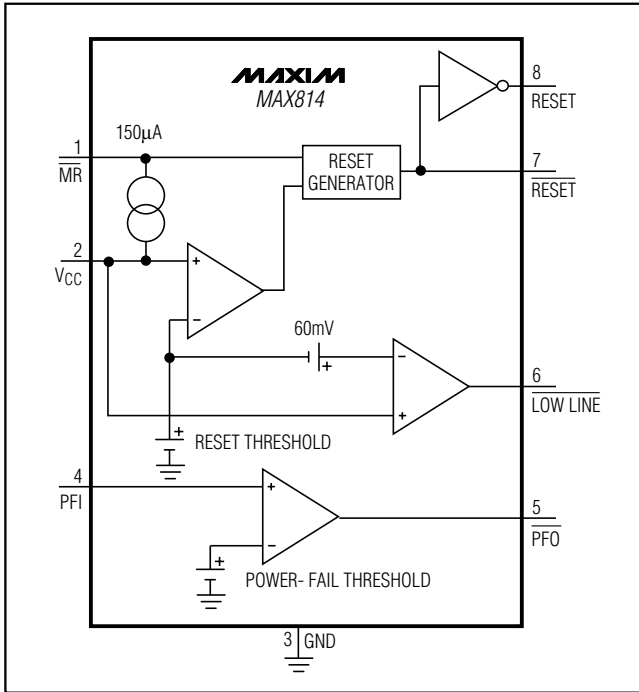 MAXIM
MAX814
8
RESET
150µA
1
MR
RESET
GENERATOR
7
RESET
2
VCC
+
−
60mV
+
−
+
6
LOW LINE
+
RESET THRESHOLD
4
PFI
+
−
5
PFO
+
POWER- FAIL THRESHOLD
3
GND